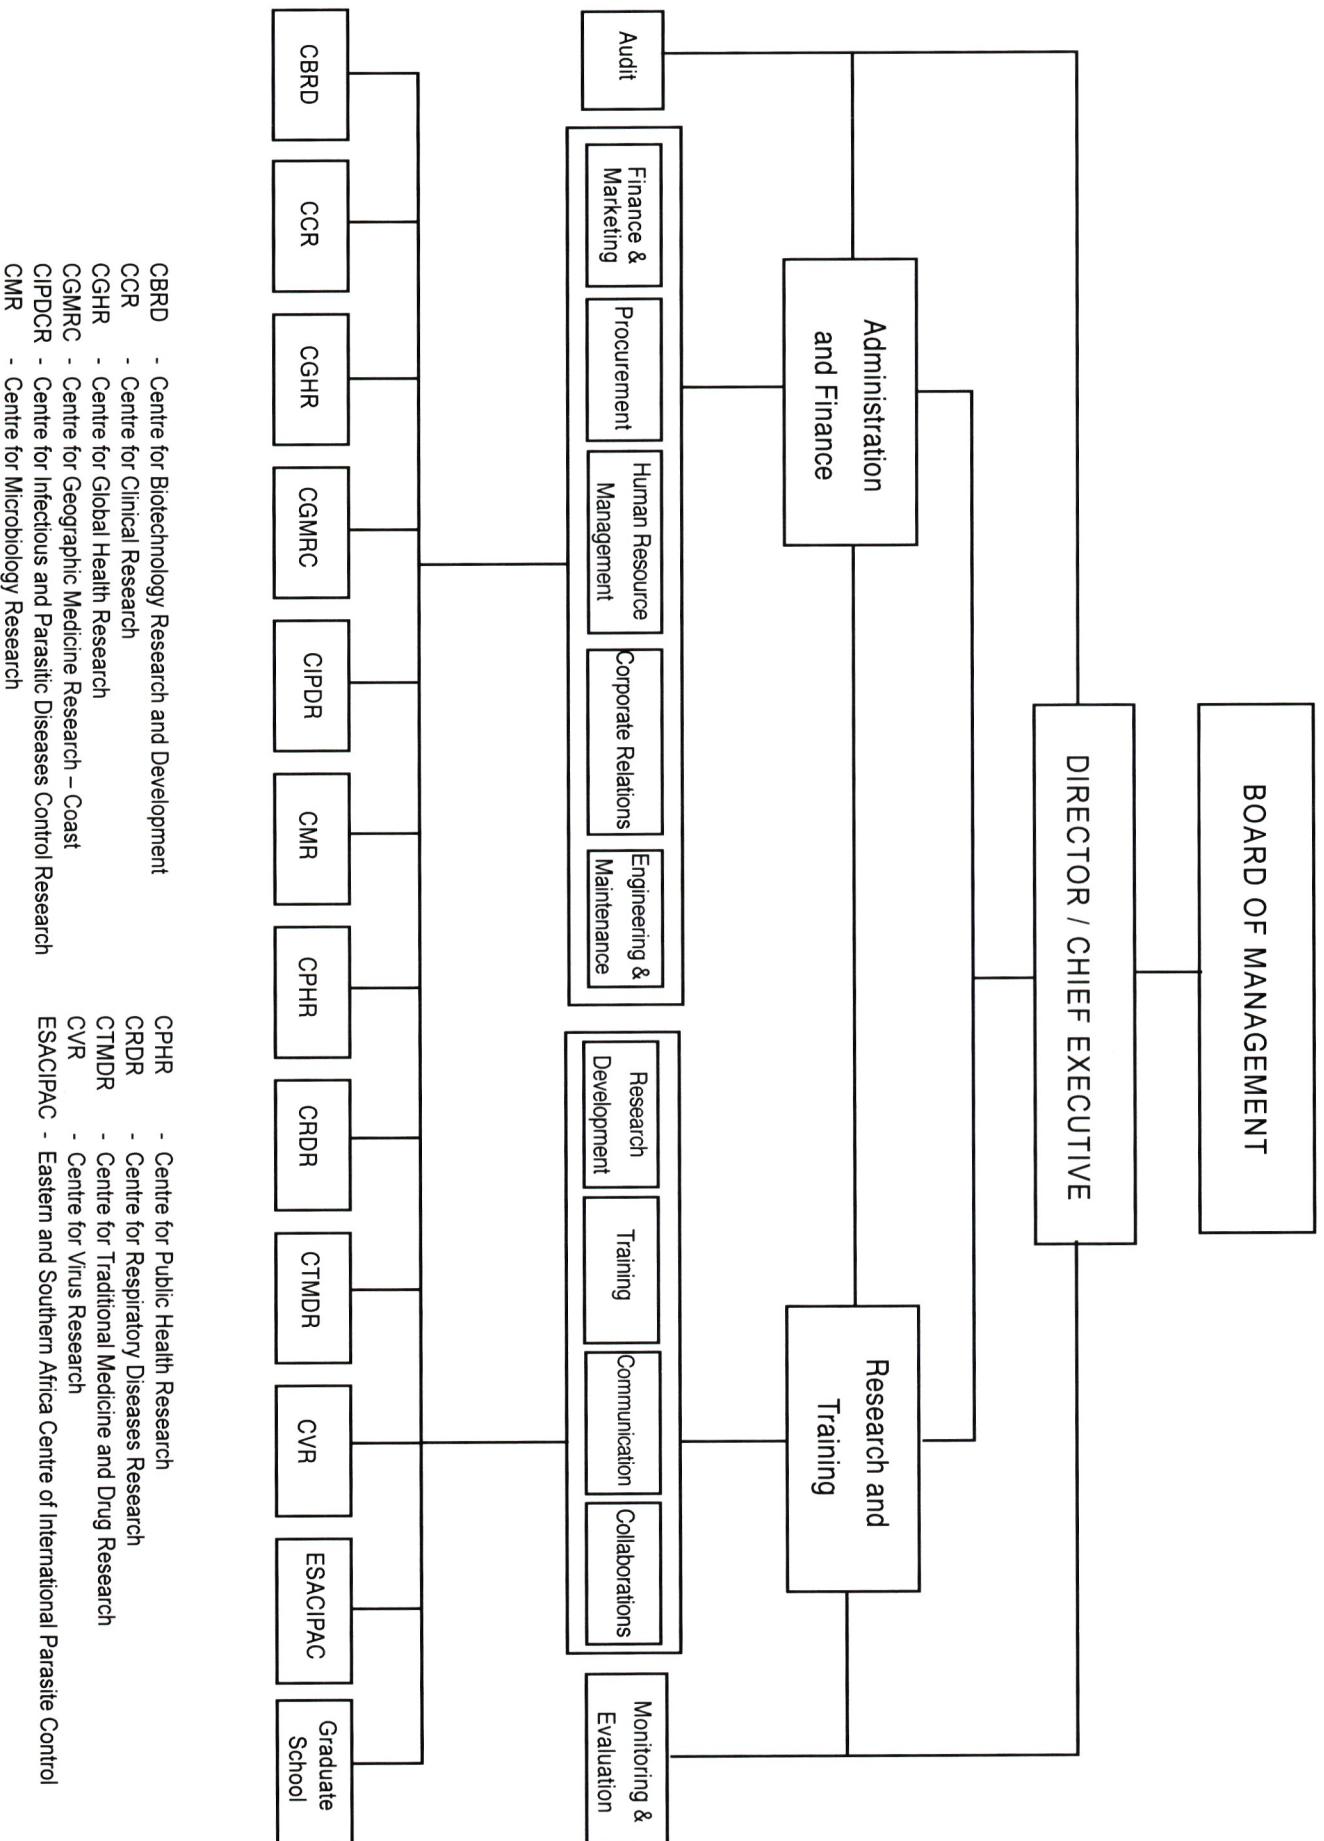 BOARD OF MANAGEMENT
DIRECTOR / CHIEF EXECUTIVE
Administration
and Finance
Research and
Training
Audit
Finance &
Marketing
Procurement
Human Resource
Management
Corporate Relations
Engineering &
Maintenance
Research
Development
Training
Communication
Collaborations
Monitoring &
Evaluation
CBRD
CCR
CGHR
CGMRC
CIPDR
CMR
CPHR
CRDR
CTMDR
CVR
ESACIPAC
Graduate
School
CBRD - Centre for Biotechnology Research and Development
CCR - Centre for Clinical Research
CGHR - Centre for Global Health Research
CGMRC - Centre for Geographic Medicine Research – Coast
CIPDCR - Centre for Infectious and Parasitic Diseases Control Research
CMR - Centre for Microbiology Research
CPHR - Centre for Public Health Research
CRDR - Centre for Respiratory Diseases Research
CTMDR - Centre for Traditional Medicine and Drug Research
CVR - Centre for Virus Research
ESACIPAC - Eastern and Southern Africa Centre of International Parasite Control